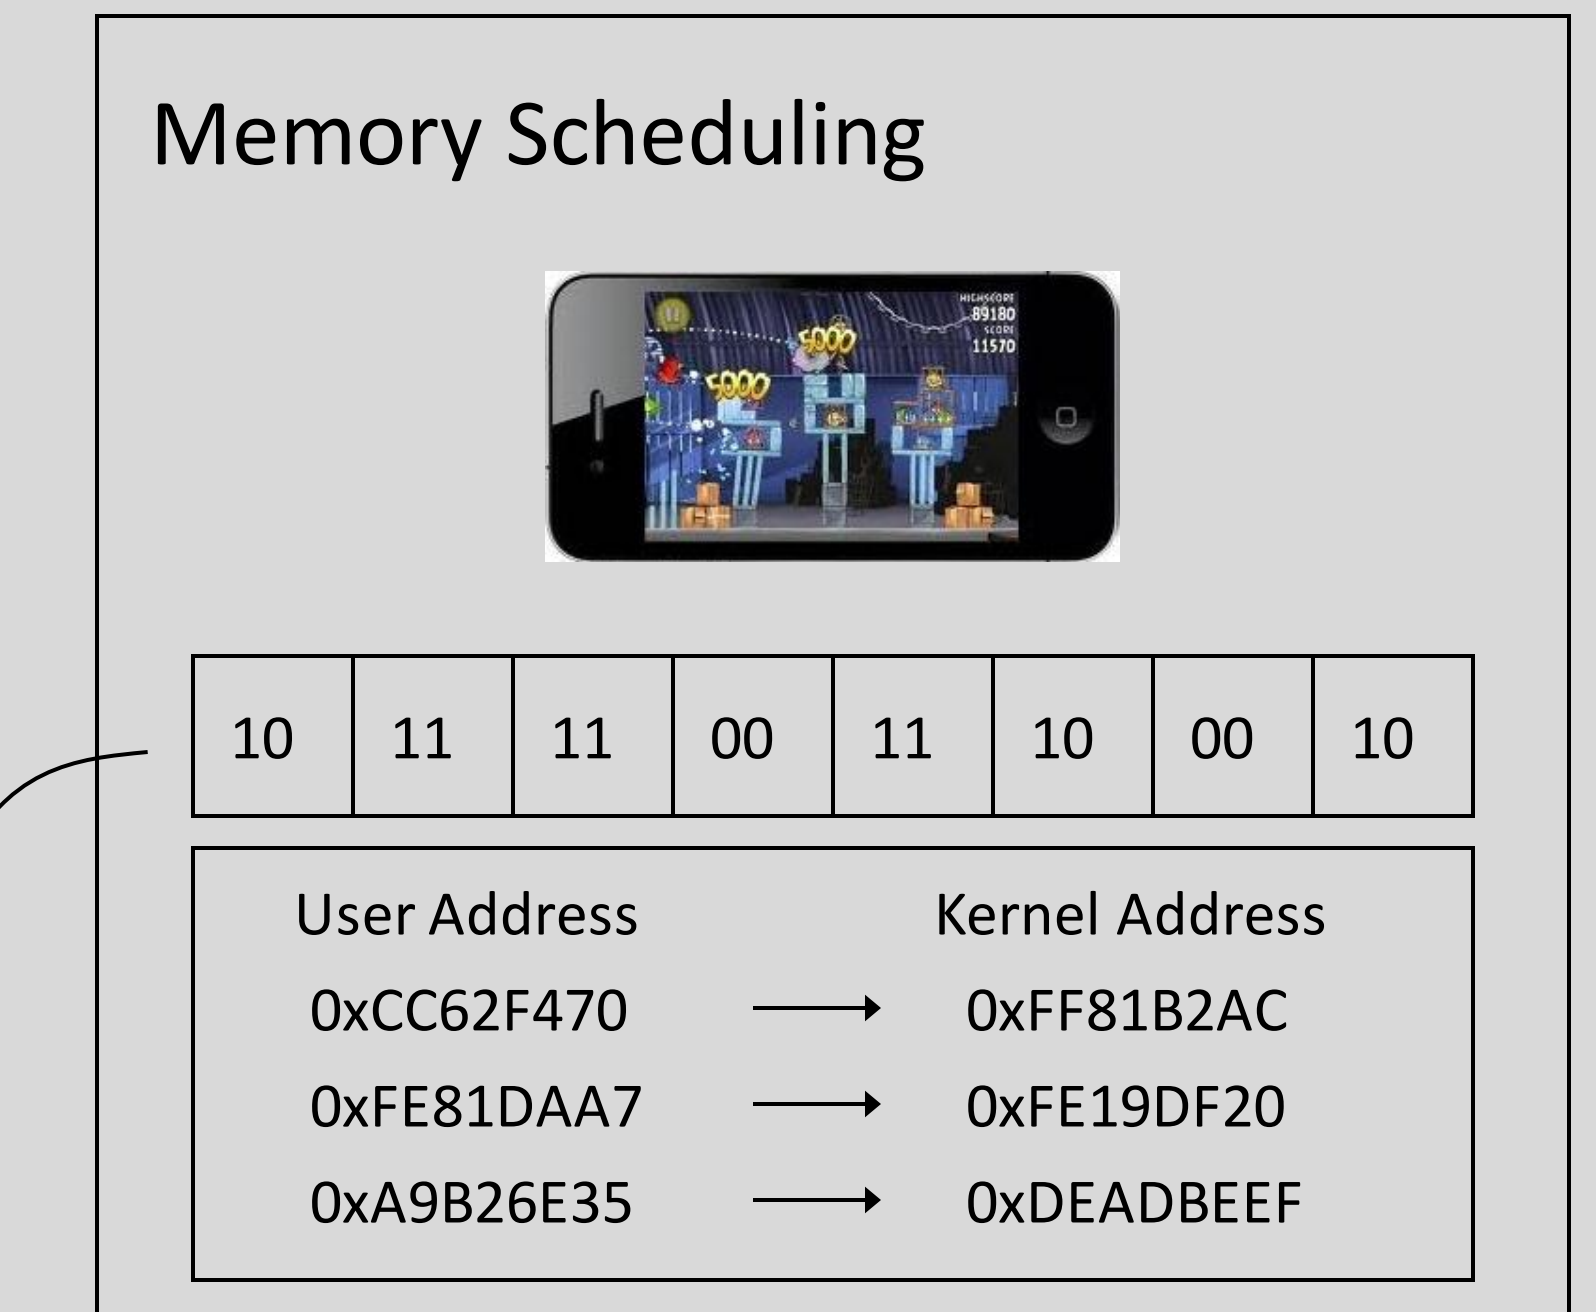 Memory Scheduling
HIGHSCORE
89180
SCORE
11570
5000
5000
10 11 11 00 11 10 00 10
User Address Kernel Address
0xCC62F470 0xFF81B2AC
0xFE81DAA7 0xFE19DF20
0xA9B26E35 0xDEADBEEF